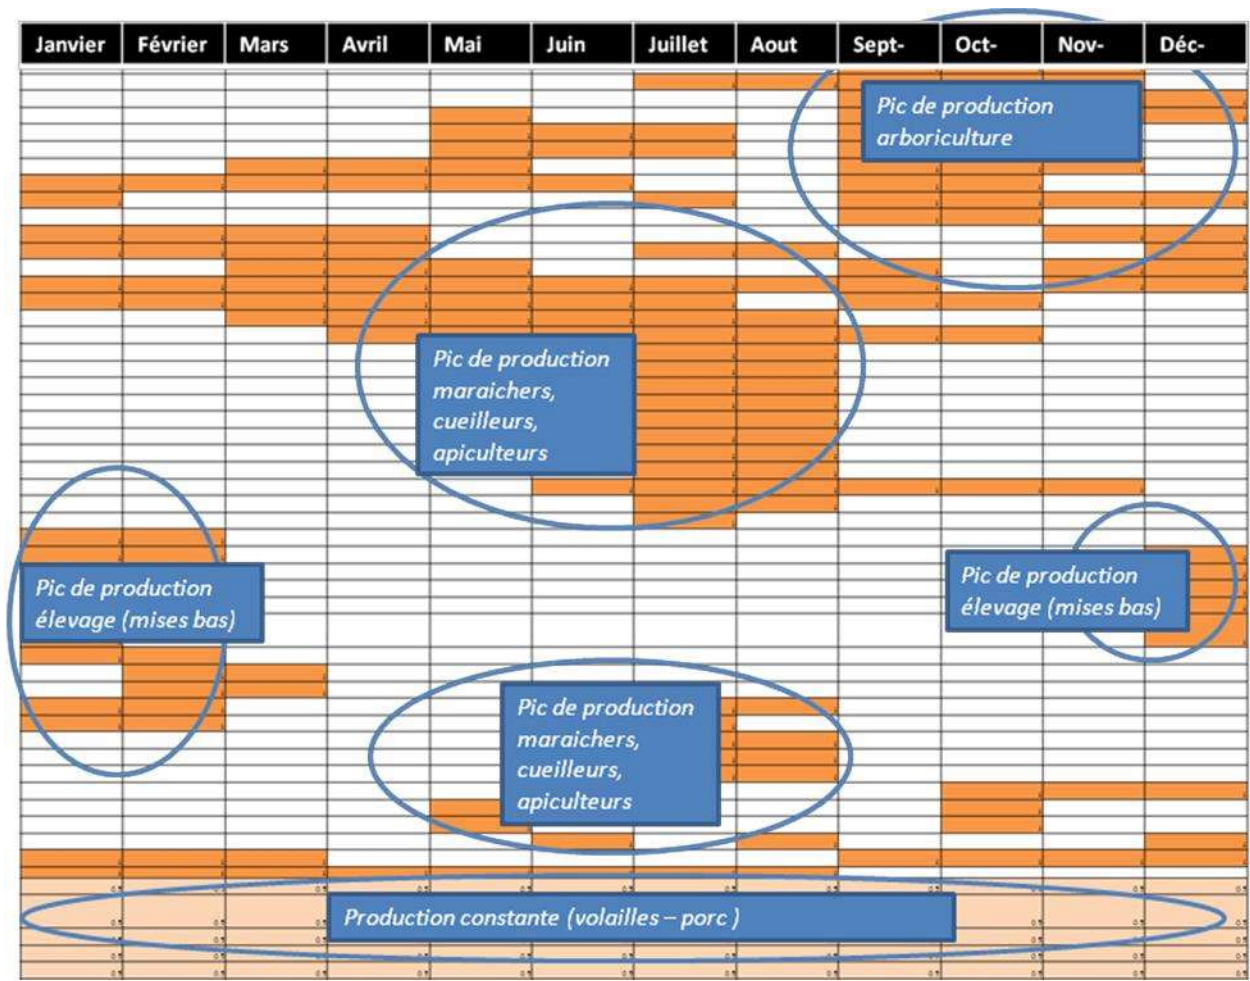 Janvier Février Mars Avril Mai Juin Juillet Aout Sept- Oct- Nov- Déc-
Pic de production
arboriculture
Pic de production
maraichers,
cueilleurs,
apiculteurs
Pic de production
élevage (mises bas)
Pic de production
élevage (mises bas)
Pic de production
maraichers,
cueilleurs,
apiculteurs
Production constante (volailles – porc )